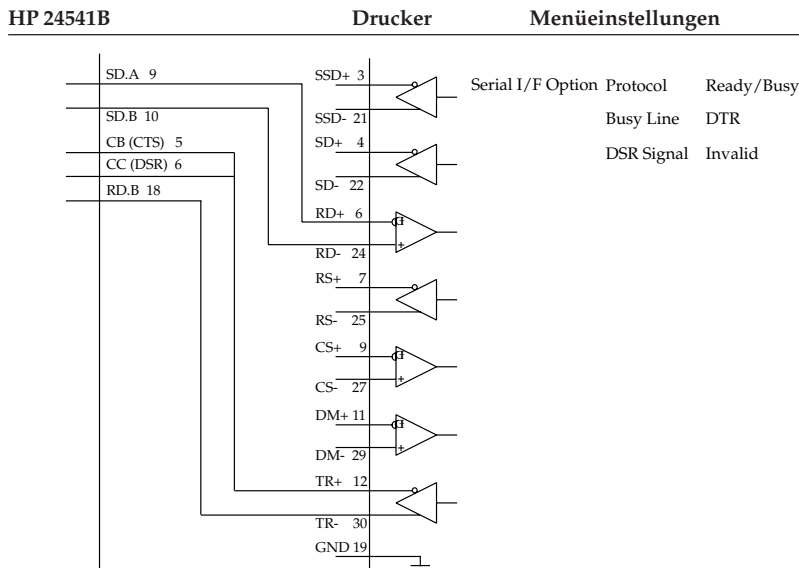 HP 24541B Drucker Menüeinstellungen
SD.A 9
SD.B 10
CB (CTS) 5
CC (DSR) 6
RD.B 18
SSD+ 3
SSD- 21
SD+ 4
SD- 22
RD+ 6
RD- 24
RS+ 7
RS- 25
CS+ 9
CS- 27
DM+ 11
DM- 29
TR+ 12
TR- 30
GND 19
Serial I/F Option Protocol Ready/Busy
Busy Line DTR
DSR Signal Invalid